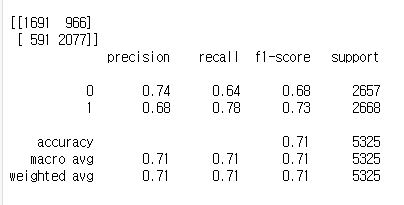 [[1691 966]
[ 591 2077]]
precision recall f1-score support
0 0.74 0.64 0.68 2657
1 0.68 0.78 0.73 2668
accuracy 0.71 5325
macro avg 0.71 0.71 0.71 5325
weighted avg 0.71 0.71 0.71 5325